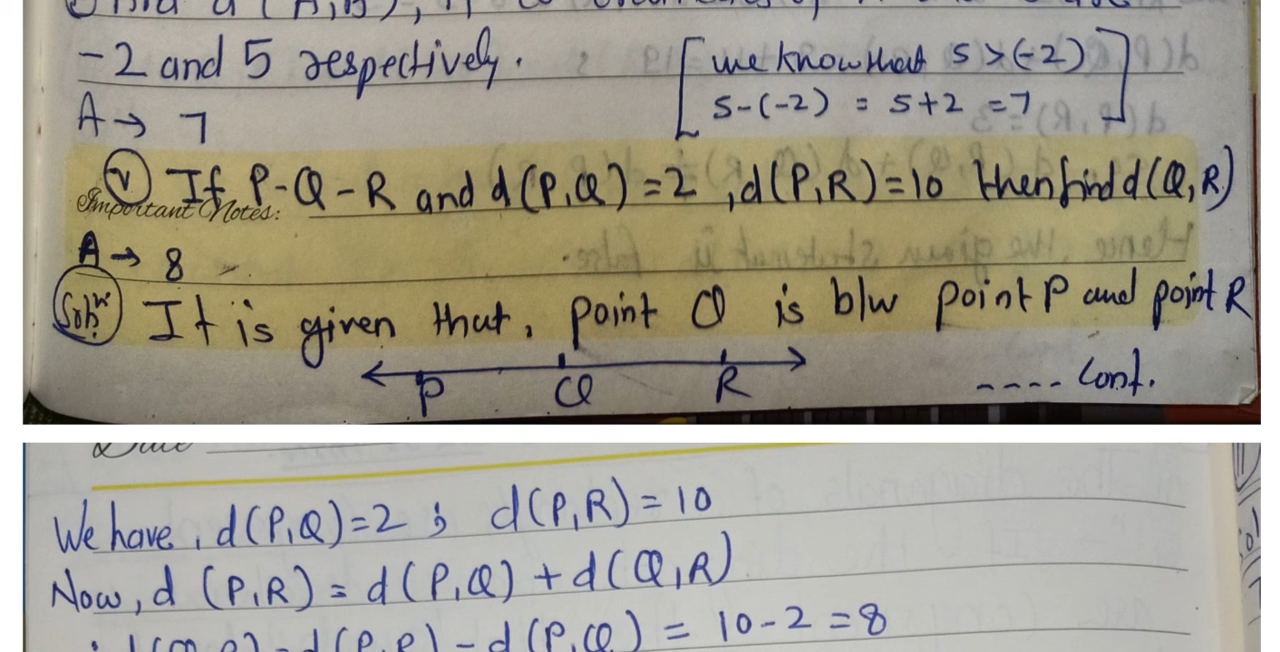 d(A,B),
-2 and 5 respectively.
[we know that 5 > (-2)
5-(-2) = 5+2 = 7]
A → 7
(v) If P-Q-R and d(P,Q)=2, d(P,R)=10 then find d(Q,R)
Important Notes:
A → 8
Solⁿ: It is given that, point Q is b/w point P and point R
P Q R
---- Cont.
Date
We have, d(P,Q)=2 ; d(P,R)=10
Now, d (P,R) = d(P,Q) + d(Q,R)
∴ d(Q,R) = d(P,R) - d(P,Q) = 10-2 = 8